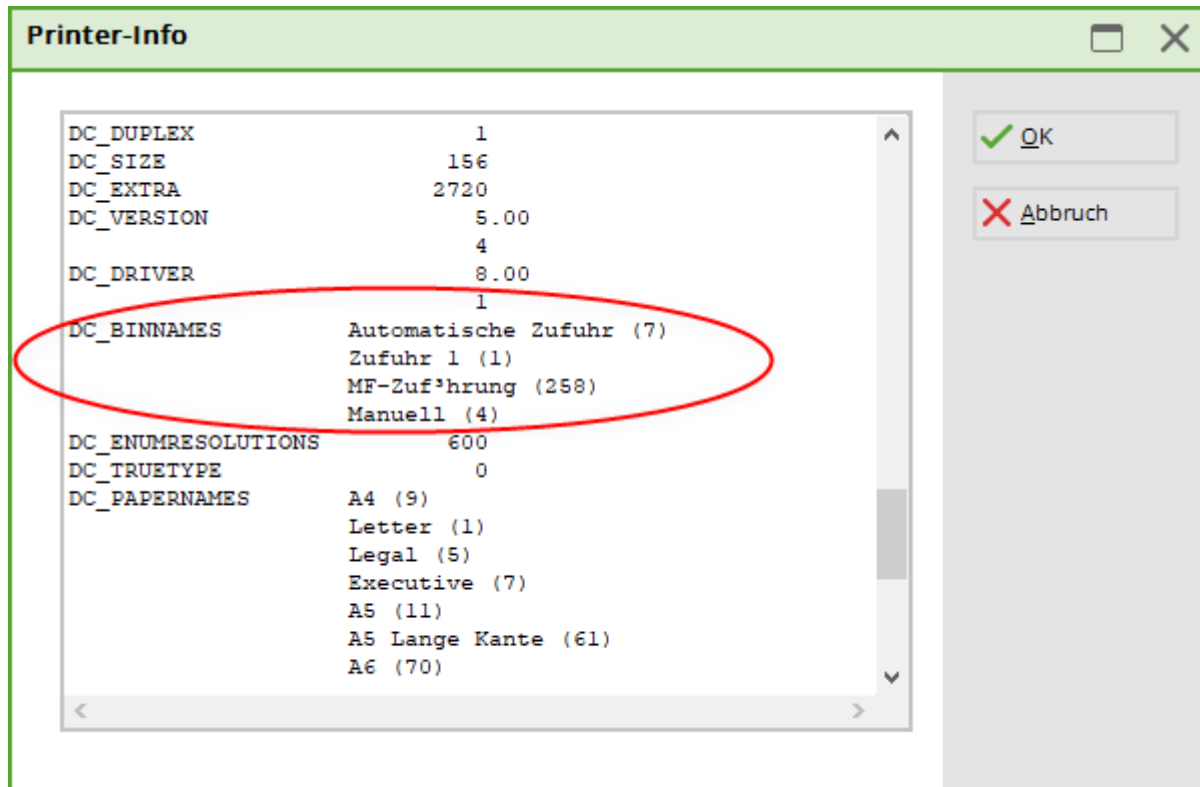 Printer-Info
DC_DUPLEX 1
DC_SIZE 156
DC_EXTRA 2720
DC_VERSION 5.00
4
DC_DRIVER 8.00
1
DC_BINNAMES Automatische Zufuhr (7)
Zufuhr 1 (1)
MF-Zuf³hrung (258)
Manuell (4)
DC_ENUMRESOLUTIONS 600
DC_TRUETYPE 0
DC_PAPERNAMES A4 (9)
Letter (1)
Legal (5)
Executive (7)
A5 (11)
A5 Lange Kante (61)
A6 (70)
OK
Abbruch